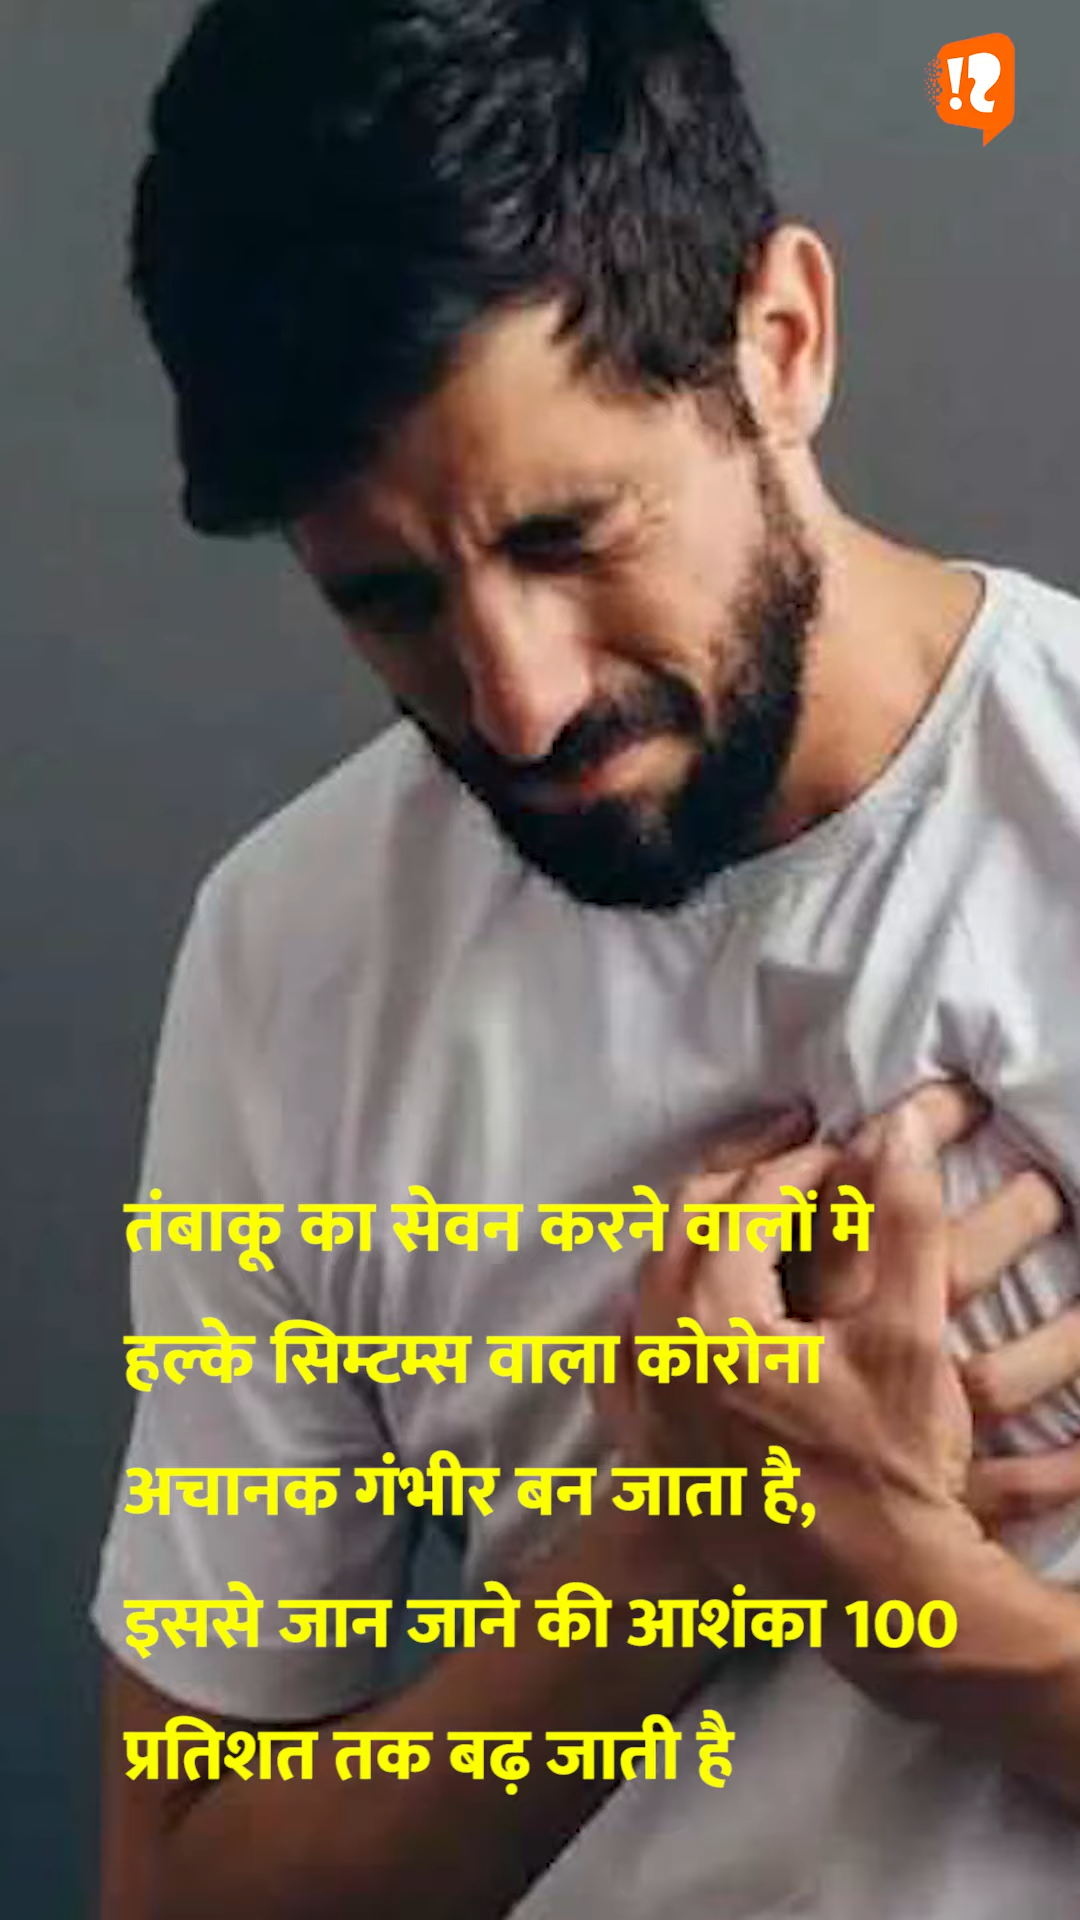 तंबाकू का सेवन करने वालों मे
हल्के सिम्टम्स वाला कोरोना
अचानक गंभीर बन जाता है,
इससे जान जाने की आशंका 100
प्रतिशत तक बढ़ जाती है